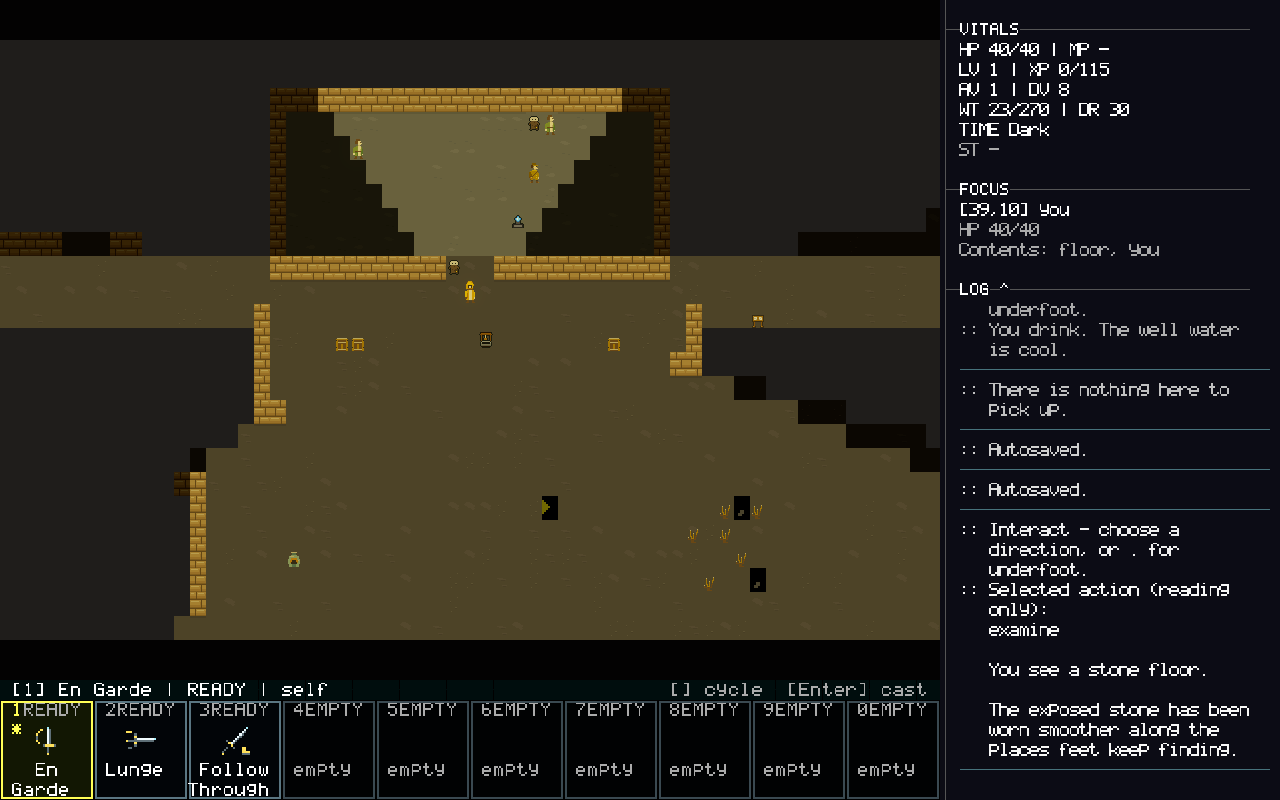 VITALS
HP 40/40 | MP -
LV 1 | XP 0/115
AV 1 | DV 8
WT 23/270 | DR 30
TIME Dark
ST -
FOCUS
[39,10] You
HP 40/40
Contents: floor, You
LOG ^
underfoot.
:: You drink. The well water
is cool.
:: There is nothing here to
Pick up.
:: Autosaved.
:: Autosaved.
:: Interact - choose a
direction, or . for
underfoot.
:: Selected action (reading
only):
examine
You see a stone floor.
The exposed stone has been
worn smoother along the
Places feet keep finding.
[1] En Garde | READY | self
[] cycle [Enter] cast
1READY 2READY 3READY 4EMPTY 5EMPTY 6EMPTY 7EMPTY 8EMPTY 9EMPTY 0EMPTY
*
En Garde
Lunge
Follow Through
empty empty empty empty empty empty empty